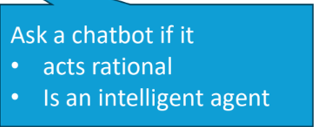 Ask a chatbot if it
• acts rational
• Is an intelligent agent